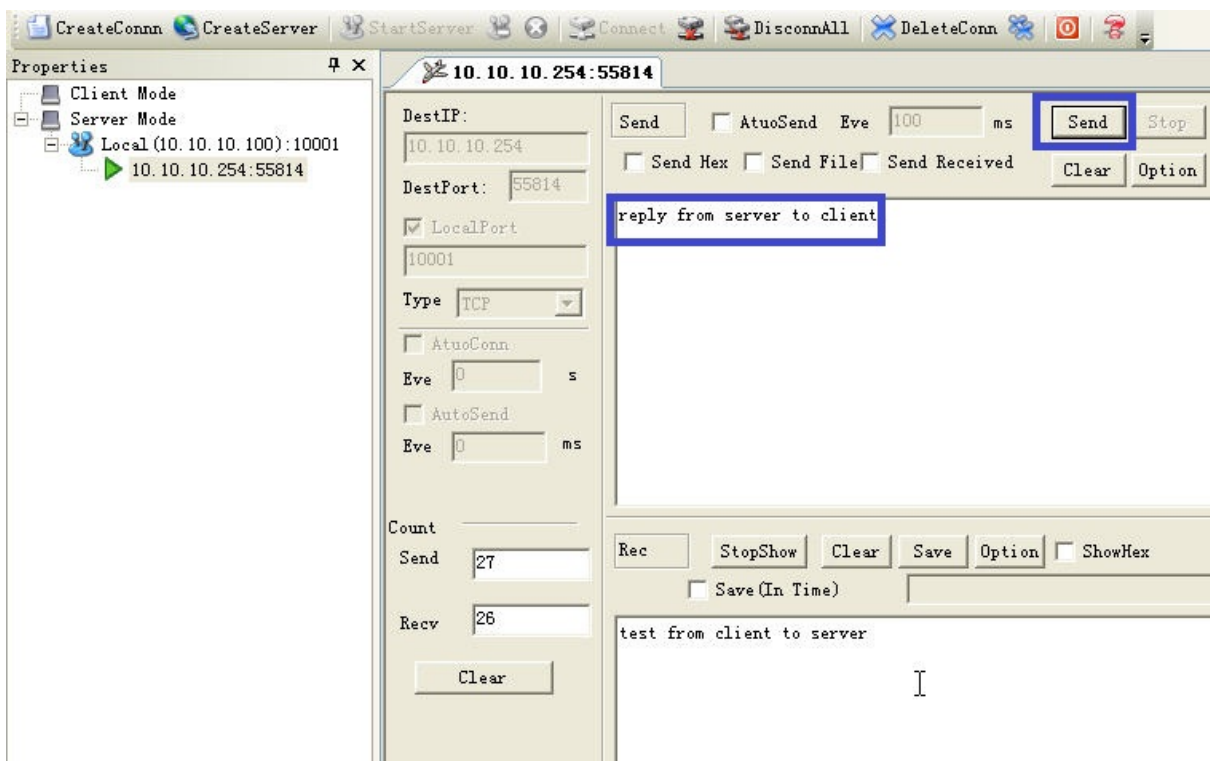 CreateConnn CreateServer StartServer Connect DisconnAll DeleteConn
Properties
Client Mode
Server Mode
Local(10.10.10.100):10001
10.10.10.254:55814
10.10.10.254:55814
DestIP:
10.10.10.254
DestPort: 55814
LocalPort
10001
Type TCP
AtuoConn
Eve 0 s
AutoSend
Eve 0 ms
Count
Send 27
Recv 26
Clear
Send AtuoSend Eve 100 ms Send Stop
Send Hex Send File Send Received Clear Option
reply from server to client
Rec StopShow Clear Save Option ShowHex
Save(In Time)
test from client to server